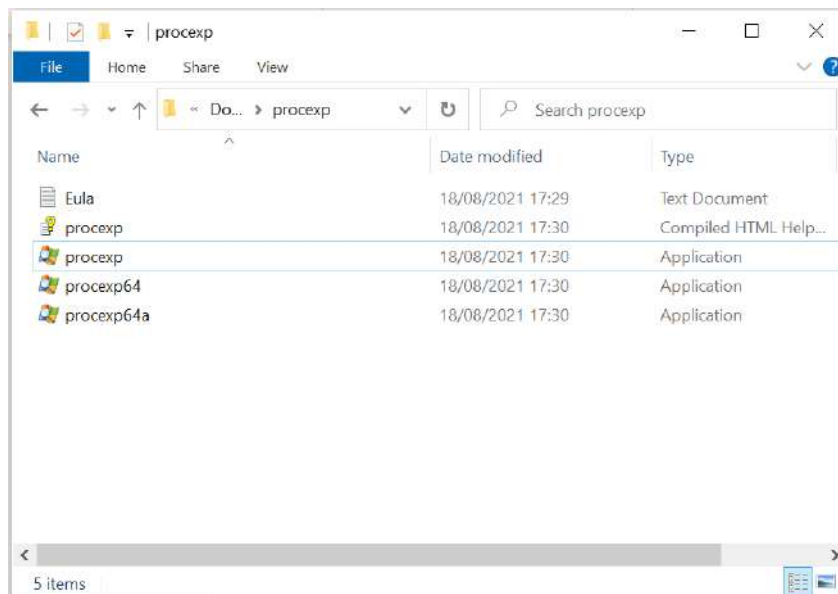 procexp
File Home Share View
« Do... > procexp Search procexp
Name Date modified Type
Eula 18/08/2021 17:29 Text Document
procexp 18/08/2021 17:30 Compiled HTML Help...
procexp 18/08/2021 17:30 Application
procexp64 18/08/2021 17:30 Application
procexp64a 18/08/2021 17:30 Application
5 items